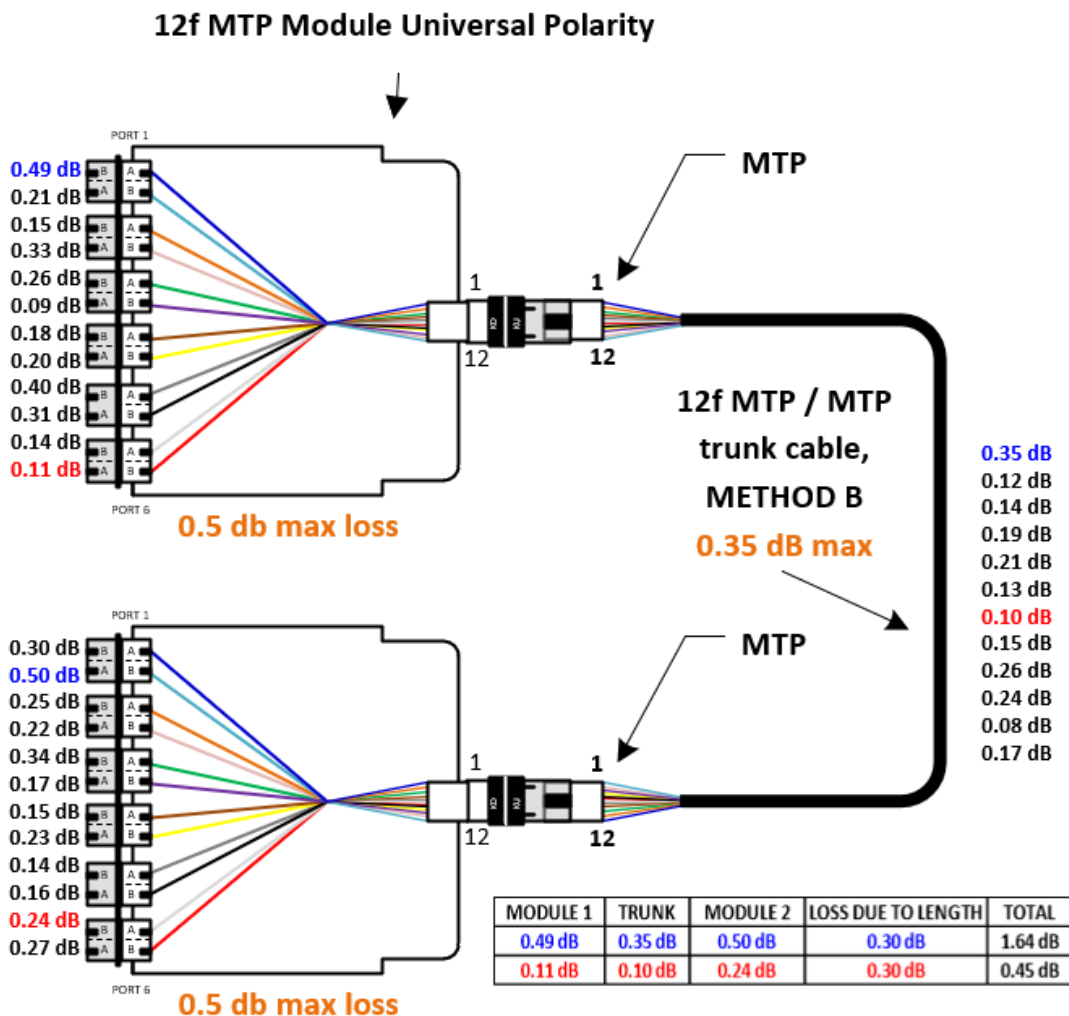 12f MTP Module Universal Polarity
PORT 1
0.49 dB
0.21 dB
0.15 dB
0.33 dB
0.26 dB
0.09 dB
0.18 dB
0.20 dB
0.40 dB
0.31 dB
0.14 dB
0.11 dB
B A
A B
B A
A B
B A
A B
B A
A B
B A
A B
B A
A B
PORT 6
0.5 db max loss
1
12
KD KU
1
12
MTP
12f MTP / MTP
trunk cable,
METHOD B
0.35 dB max
0.35 dB
0.12 dB
0.14 dB
0.19 dB
0.21 dB
0.13 dB
0.10 dB
0.15 dB
0.26 dB
0.24 dB
0.08 dB
0.17 dB
PORT 1
0.30 dB
0.50 dB
0.25 dB
0.22 dB
0.34 dB
0.17 dB
0.15 dB
0.23 dB
0.14 dB
0.16 dB
0.24 dB
0.27 dB
B A
A B
B A
A B
B A
A B
B A
A B
B A
A B
B A
A B
PORT 6
0.5 db max loss
1
12
KD KU
1
12
MTP
MODULE 1 TRUNK MODULE 2 LOSS DUE TO LENGTH TOTAL
0.49 dB 0.35 dB 0.50 dB 0.30 dB 1.64 dB
0.11 dB 0.10 dB 0.24 dB 0.30 dB 0.45 dB